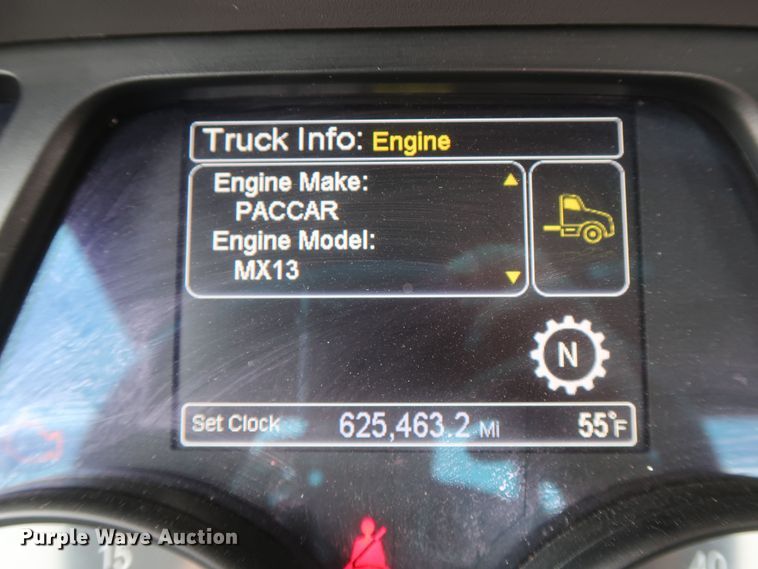 Truck Info: Engine
Engine Make:
PACCAR
Engine Model:
MX13
N
Set Clock 625,463.2 Mi 55°F
Purple Wave Auction
15 40